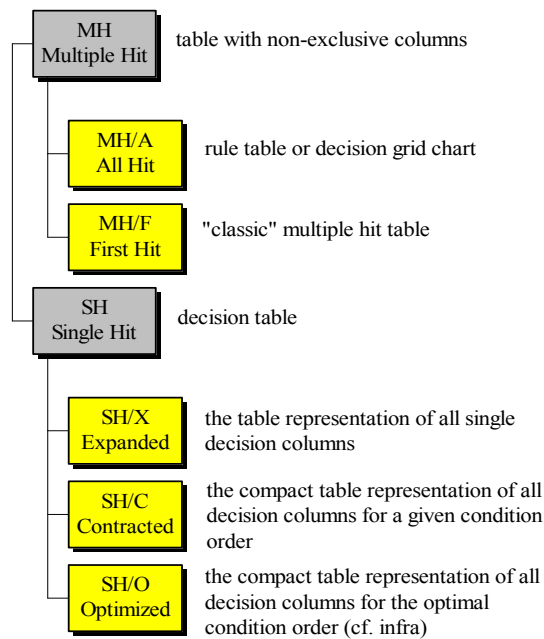 MH
Multiple Hit
table with non-exclusive columns
MH/A
All Hit
rule table or decision grid chart
MH/F
First Hit
"classic" multiple hit table
SH
Single Hit
decision table
SH/X
Expanded
the table representation of all single
decision columns
SH/C
Contracted
the compact table representation of all
decision columns for a given condition
order
SH/O
Optimized
the compact table representation of all
decision columns for the optimal
condition order (cf. infra)